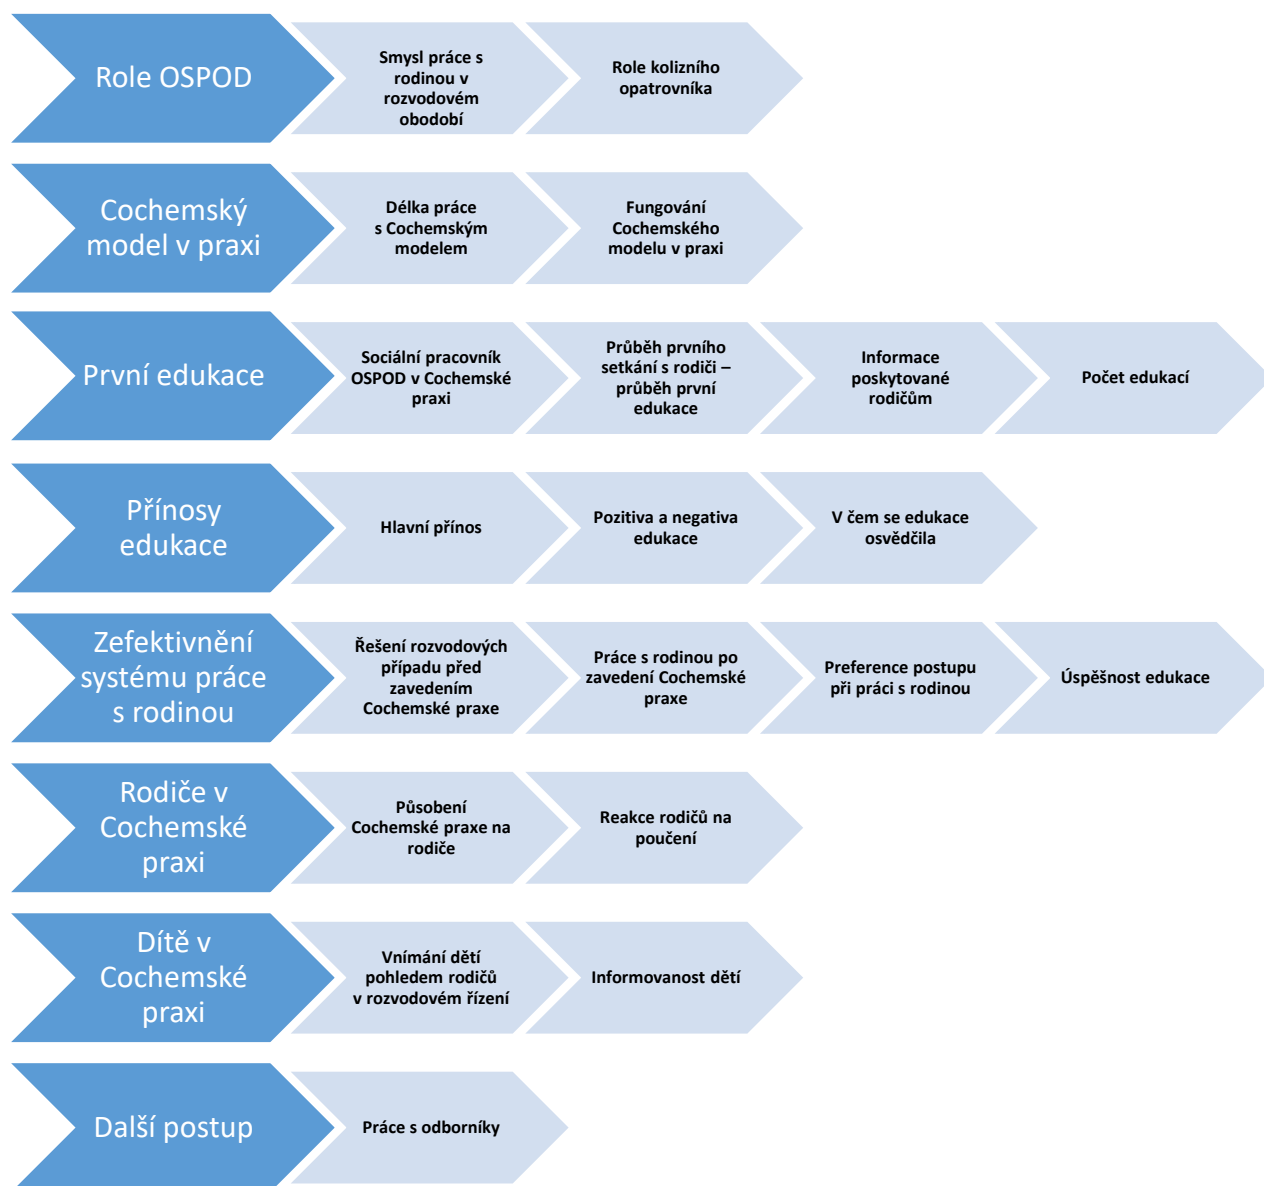 Role OSPOD
Smysl práce s
rodinou v
rozvodovém
obodobí
Role kolizního
opatrovníka
Cochemský
model v praxi
Délka práce
s Cochemským
modelem
Fungování
Cochemského
modelu v praxi
První edukace
Sociální pracovník
OSPOD v Cochemské
praxi
Průběh prvního
setkání s rodiči –
průběh první
edukace
Informace
poskytované
rodičům
Počet edukací
Přínosy
edukace
Hlavní přínos
Pozitiva a negativa
edukace
V čem se edukace
osvědčila
Zefektivnění
systému práce
s rodinou
Řešení rozvodových
případu před
zavedením
Cochemské praxe
Práce s rodinou po
zavedení Cochemské
praxe
Preference postupu
při práci s rodinou
Úspěšnost edukace
Rodiče v
Cochemské
praxi
Působení
Cochemské praxe na
rodiče
Reakce rodičů na
poučení
Dítě v
Cochemské
praxi
Vnímání dětí
pohledem rodičů
v rozvodovém řízení
Informovanost dětí
Další postup
Práce s odborníky